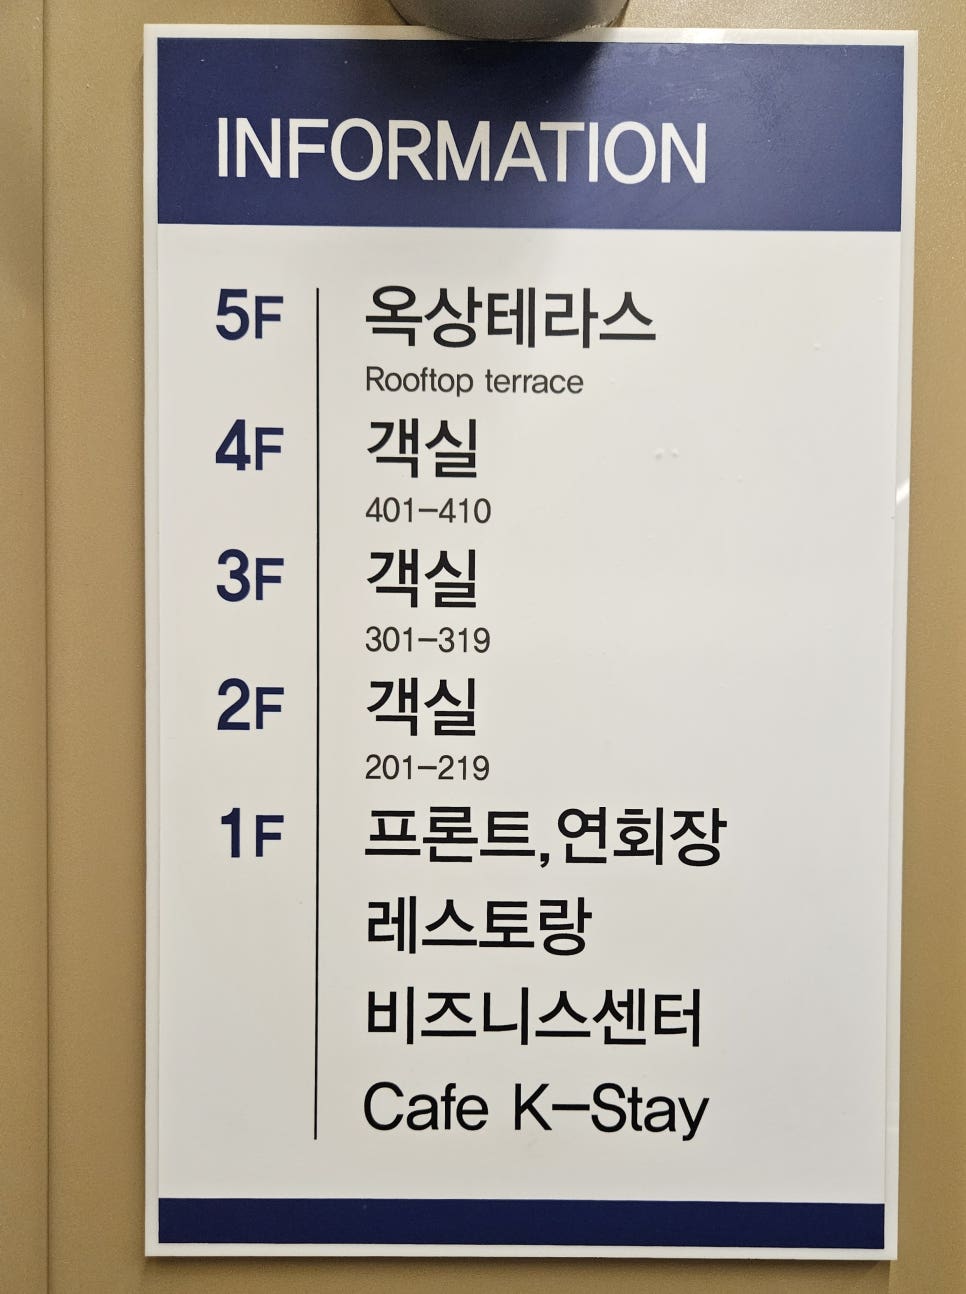 INFORMATION
5F 옥상테라스
Rooftop terrace
4F 객실
401-410
3F 객실
301-319
2F 객실
201-219
1F 프론트,연회장
레스토랑
비즈니스센터
Cafe K-Stay